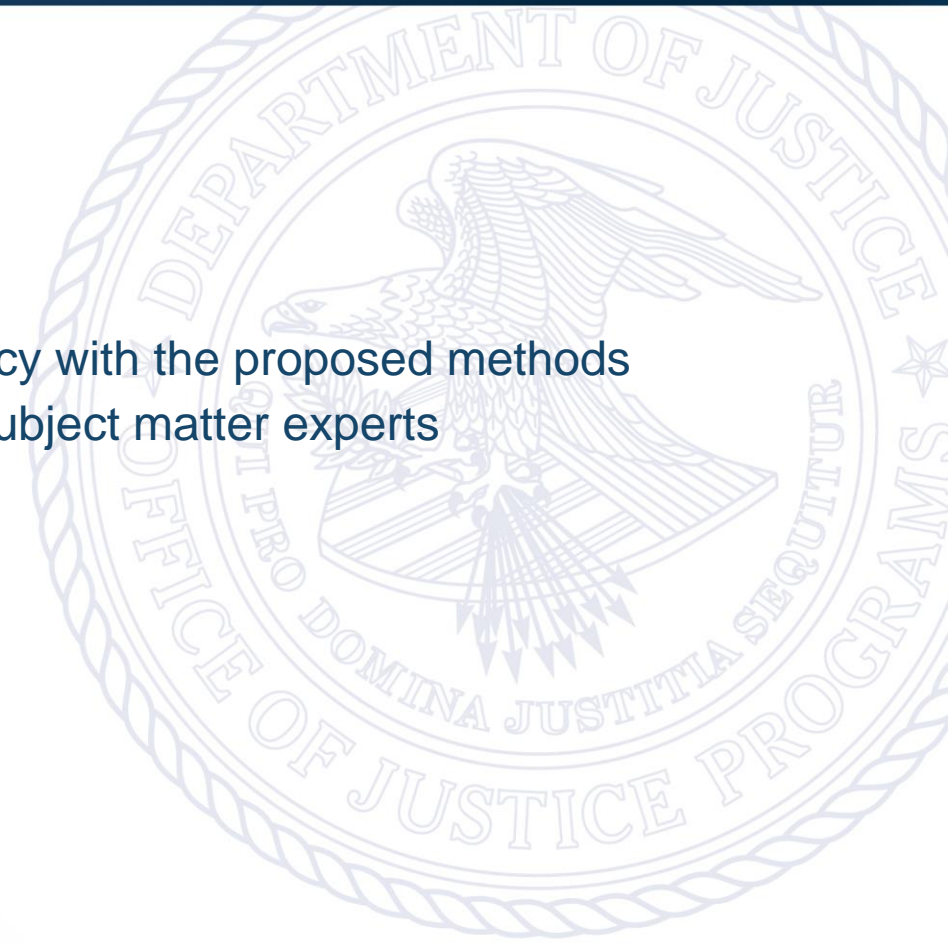 DEPARTMENT OF JUSTICE
cy with the proposed methods
ubject matter experts
QUI PRO DOMINA JUSTITIA SEQUITUR
OFFICE OF JUSTICE PROGRAMS